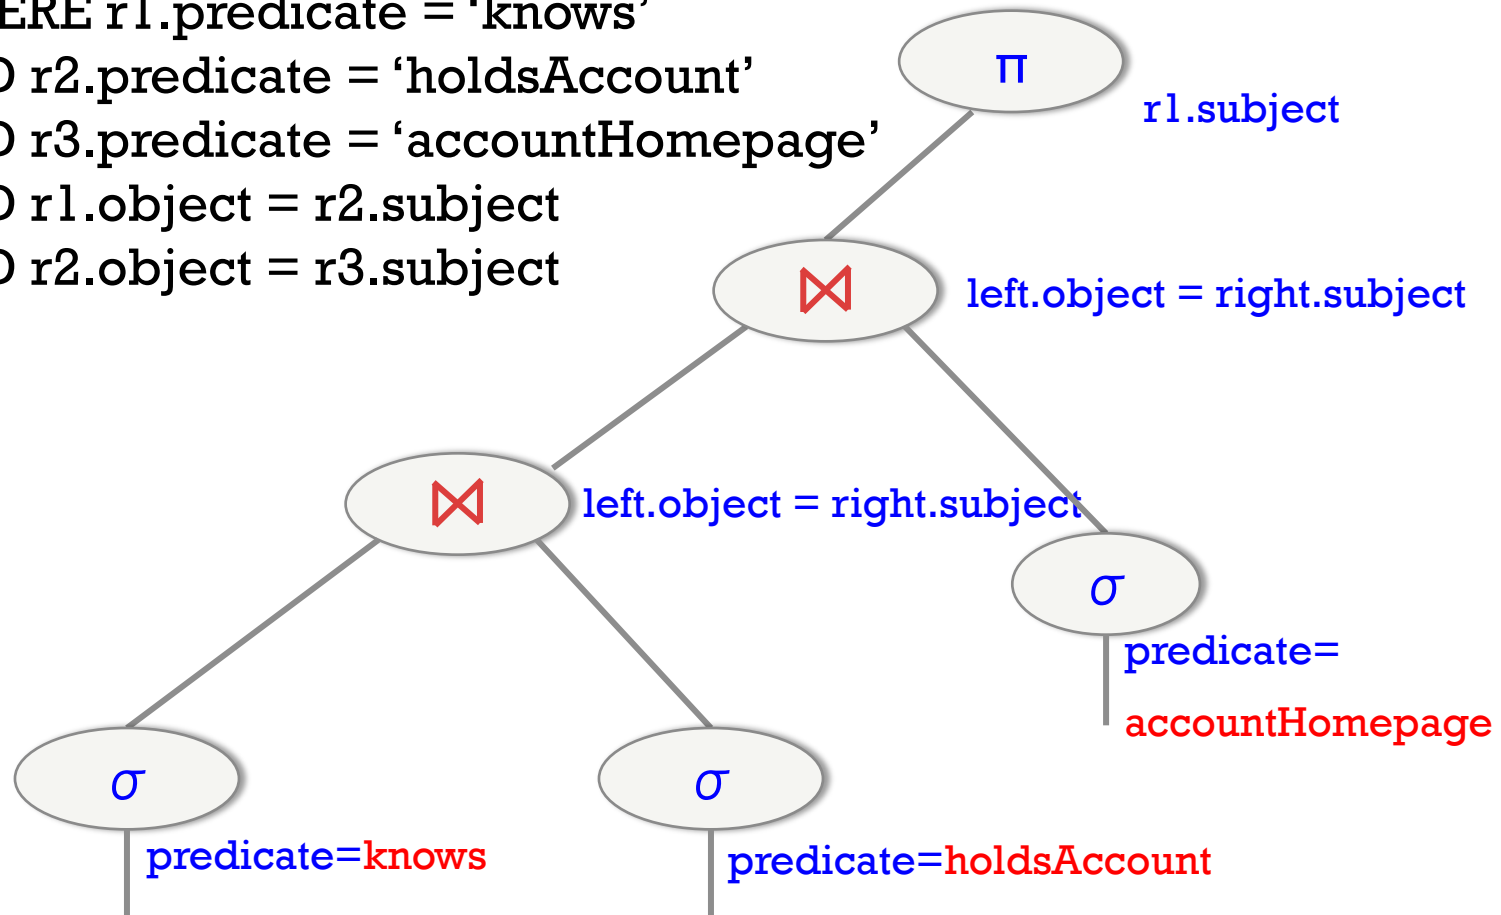 ERE r1.predicate = ‘knows’
D r2.predicate = ‘holdsAccount’
D r3.predicate = ‘accountHomepage’
D r1.object = r2.subject
D r2.object = r3.subject
π
r1.subject
⋈
left.object = right.subject
⋈
left.object = right.subject
σ
predicate=
accountHomepage
σ
predicate=knows
σ
predicate=holdsAccount